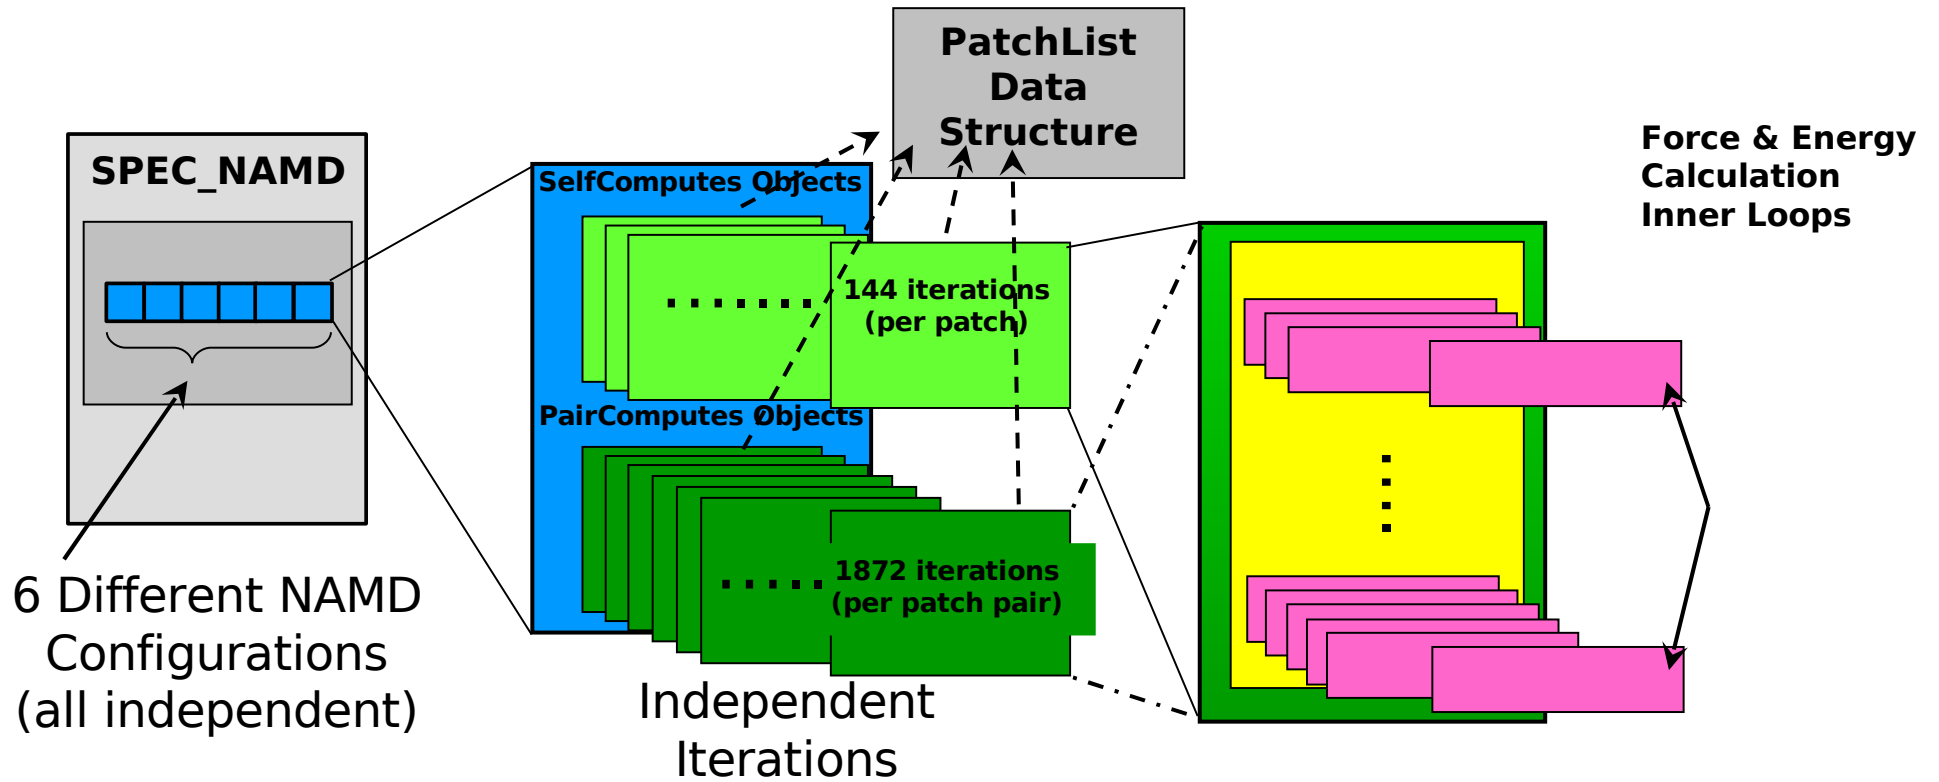 PatchList
Data
Structure
SPEC_NAMD
SelfComputes Objects
144 iterations
(per patch)
PairComputes Objects
1872 iterations
(per patch pair)
Force & Energy
Calculation
Inner Loops
6 Different NAMD
Configurations
(all independent)
Independent
Iterations